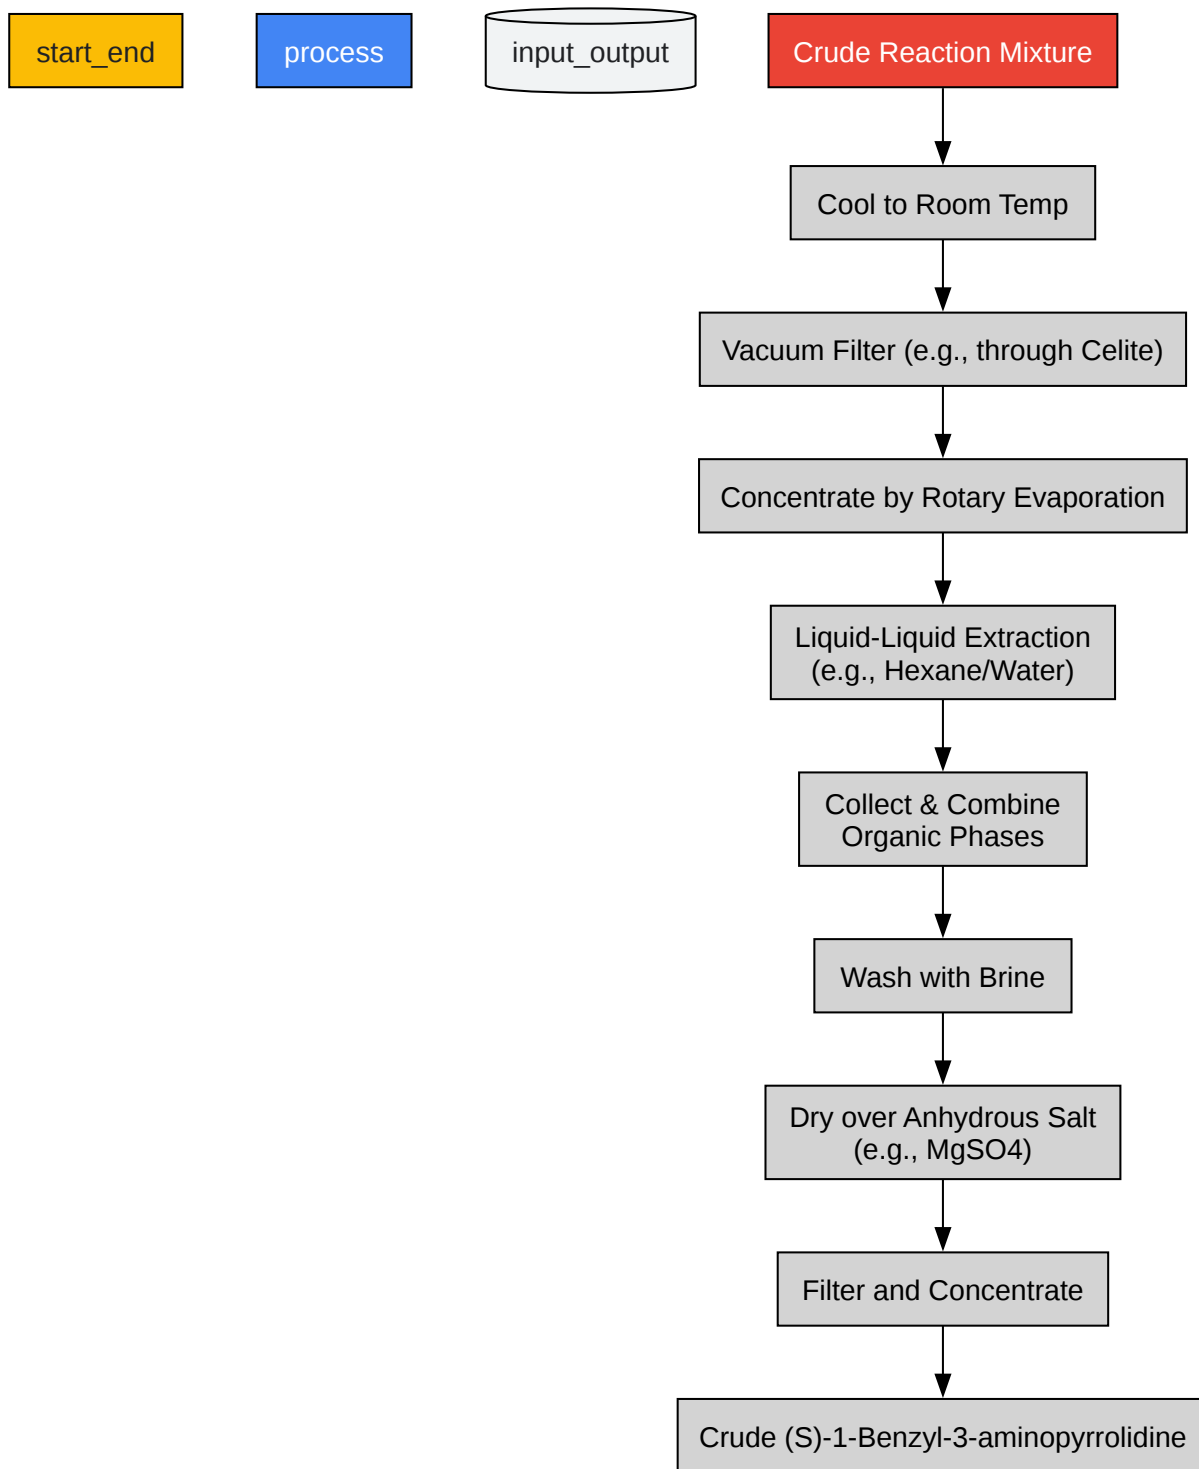 start_end
process
input_output
Crude Reaction Mixture
Cool to Room Temp
Vacuum Filter (e.g., through Celite)
Concentrate by Rotary Evaporation
Liquid-Liquid Extraction
(e.g., Hexane/Water)
Collect & Combine
Organic Phases
Wash with Brine
Dry over Anhydrous Salt
(e.g., MgSO4)
Filter and Concentrate
Crude (S)-1-Benzyl-3-aminopyrrolidine